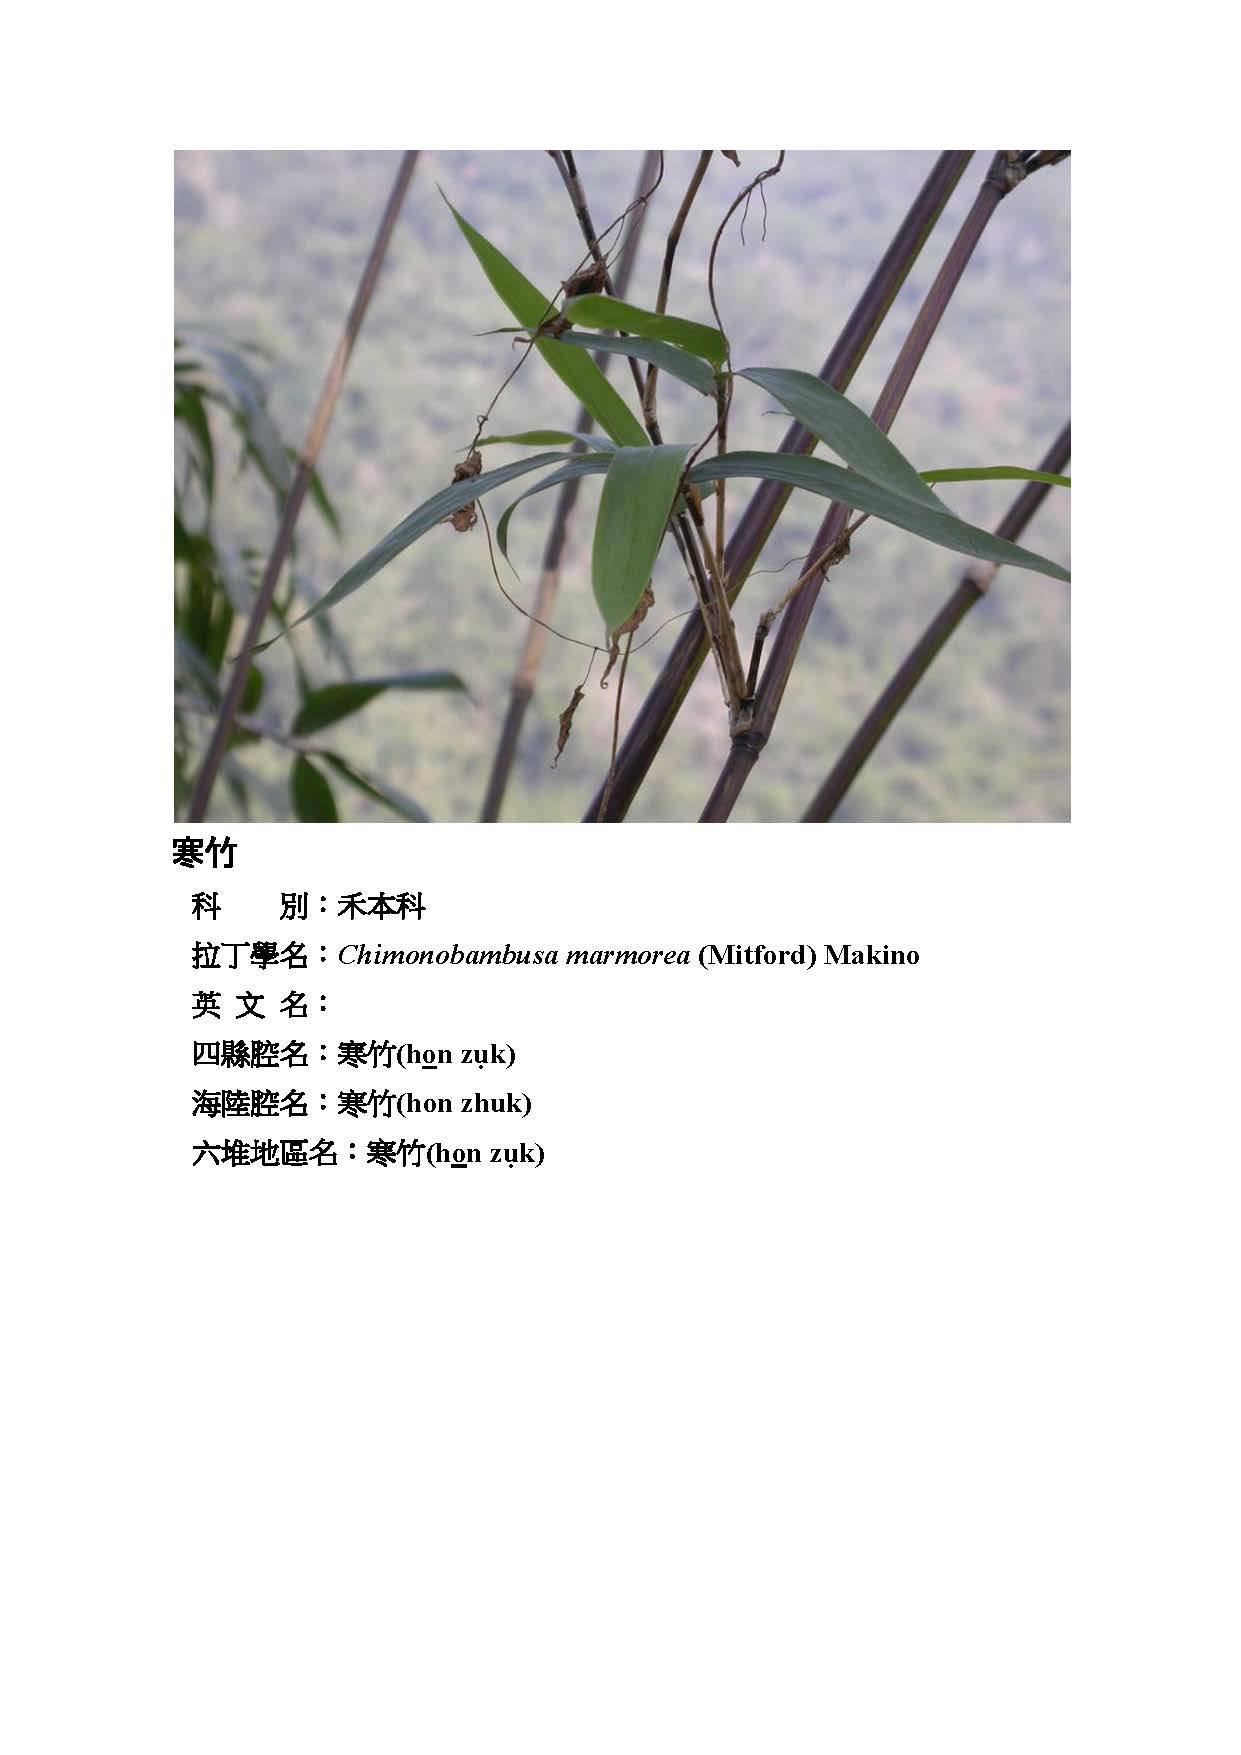 寒竹
科　　別：禾本科
拉丁學名：Chimonobambusa marmorea (Mitford) Makino
英 文 名：
四縣腔名：寒竹(ho̲n zụk)
海陸腔名：寒竹(hon zhuk)
六堆地區名：寒竹(ho̲n zụk)